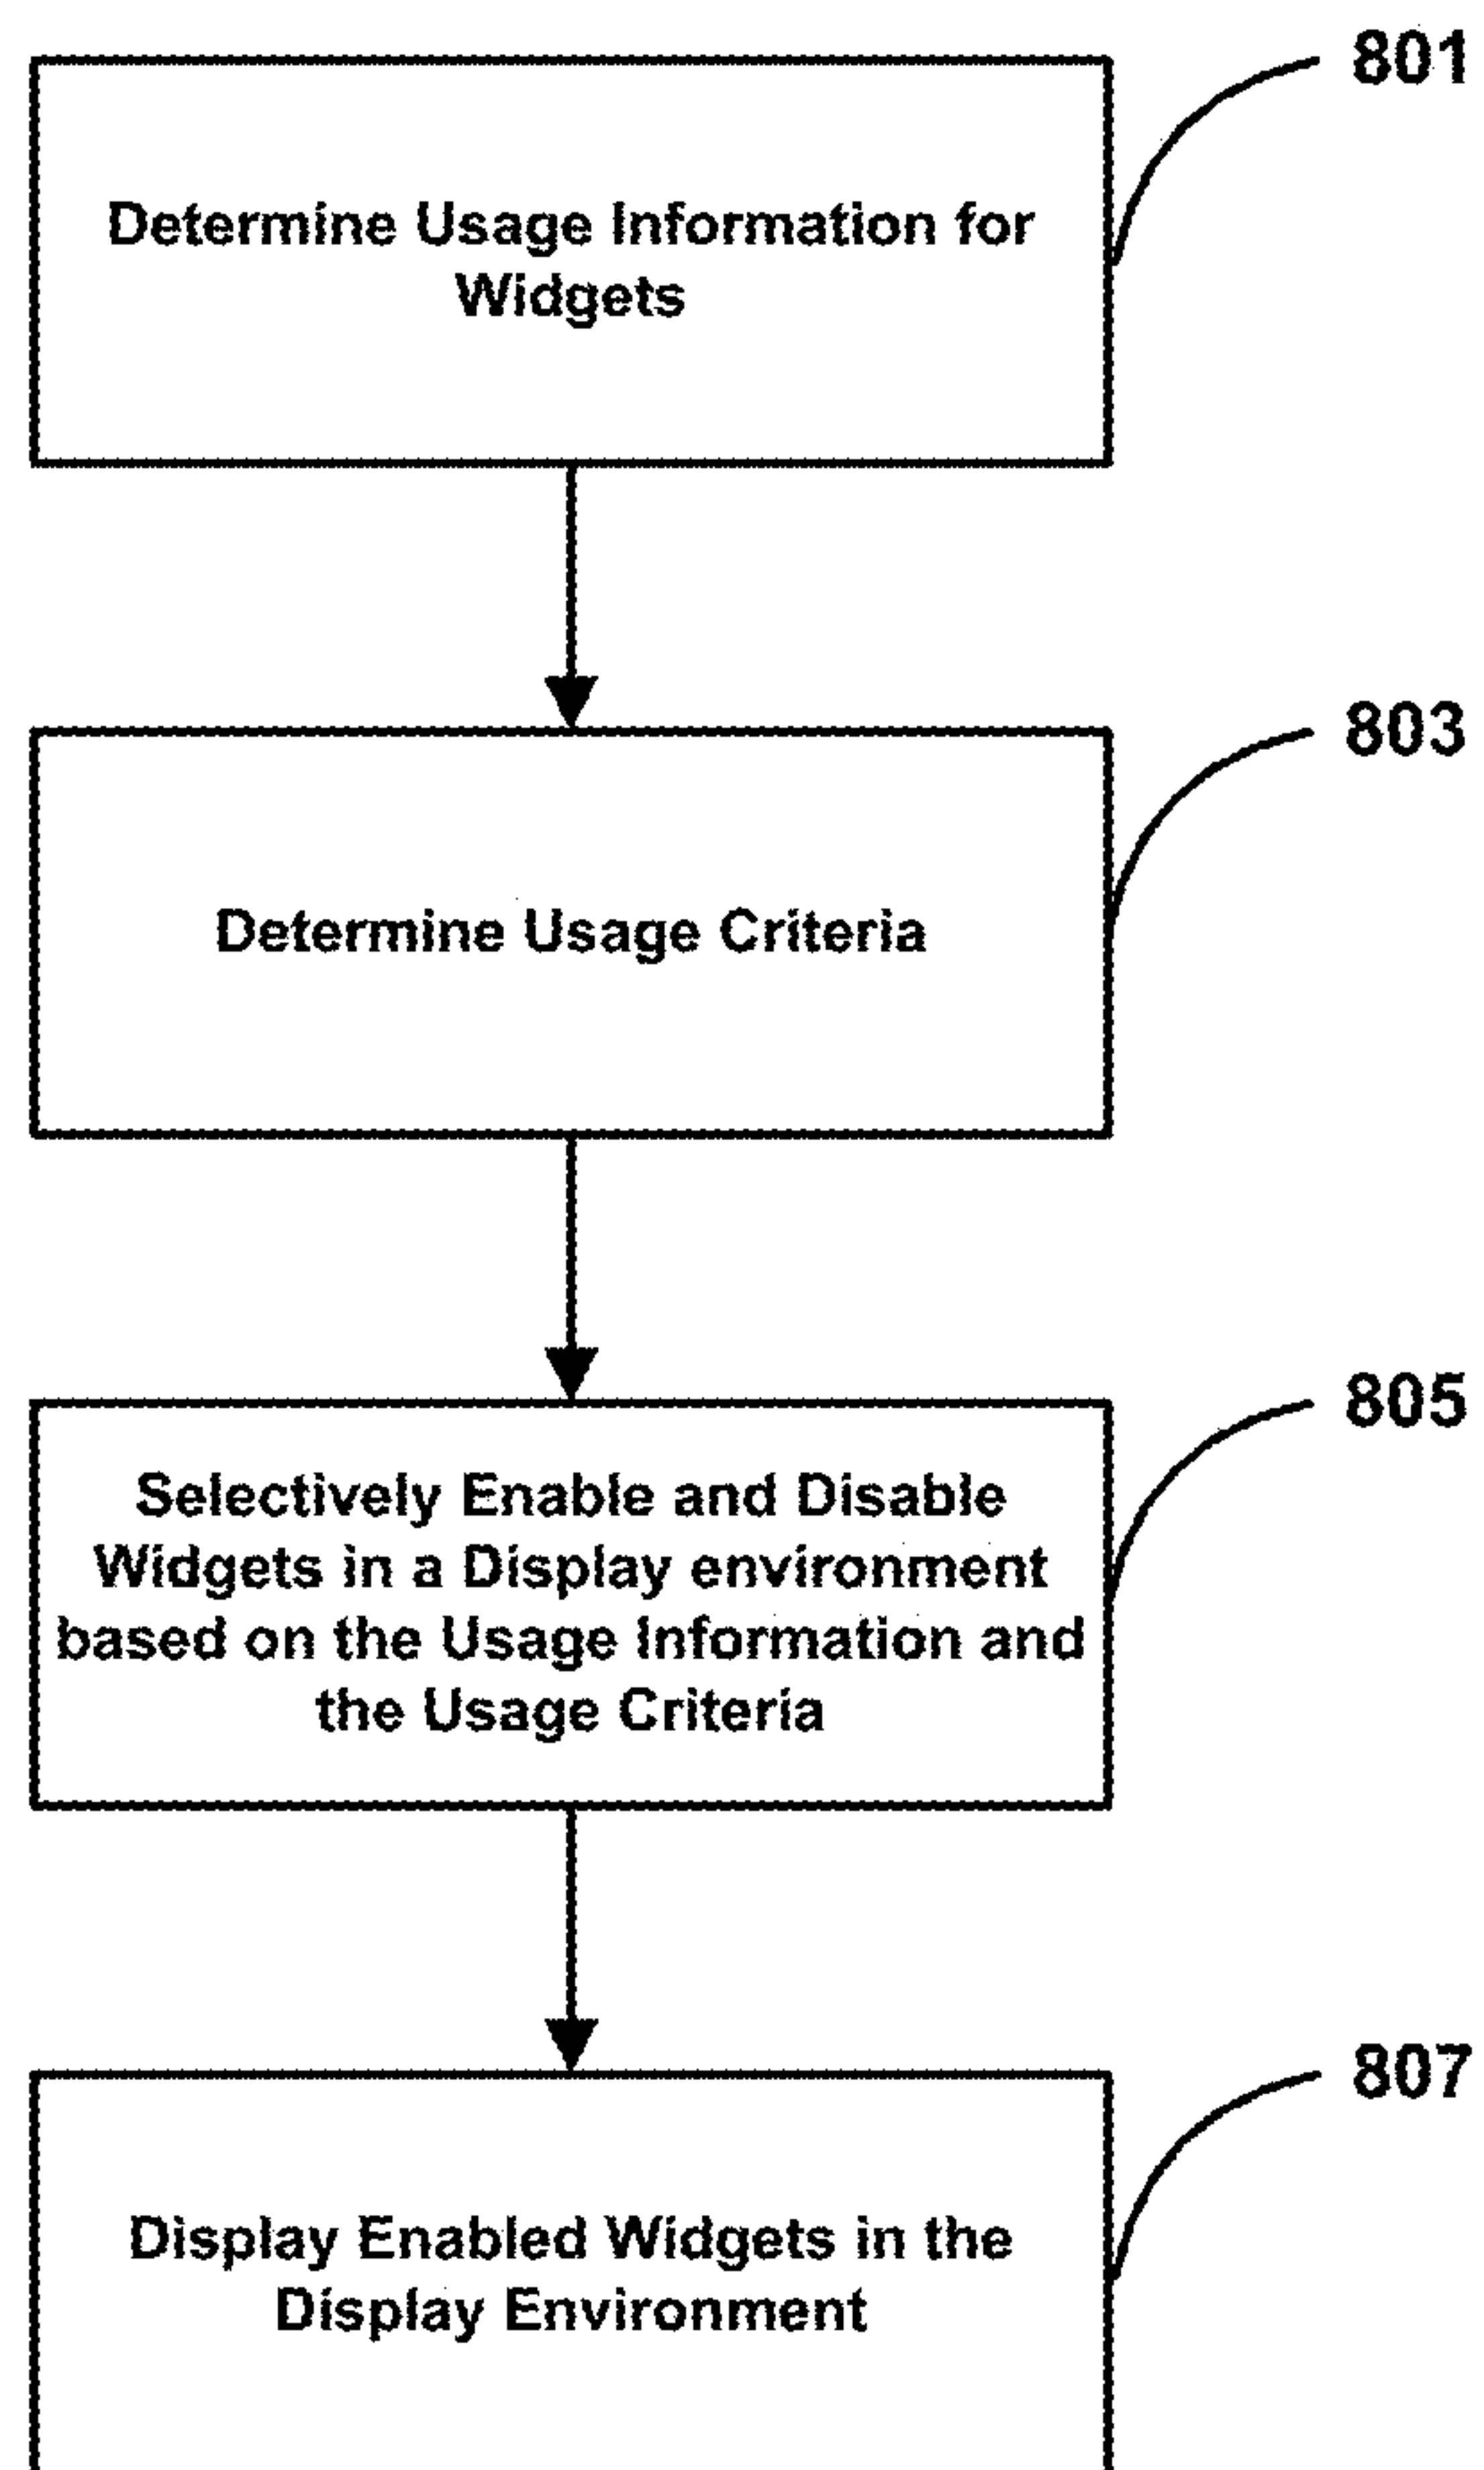 801
Determine Usage Information for
Widgets
803
Determine Usage Criteria
805
Selectively Enable and Disable
Widgets in a Display environment
based on the Usage Information and
the Usage Criteria
807
Display Enabled Widgets in the
Display Environment